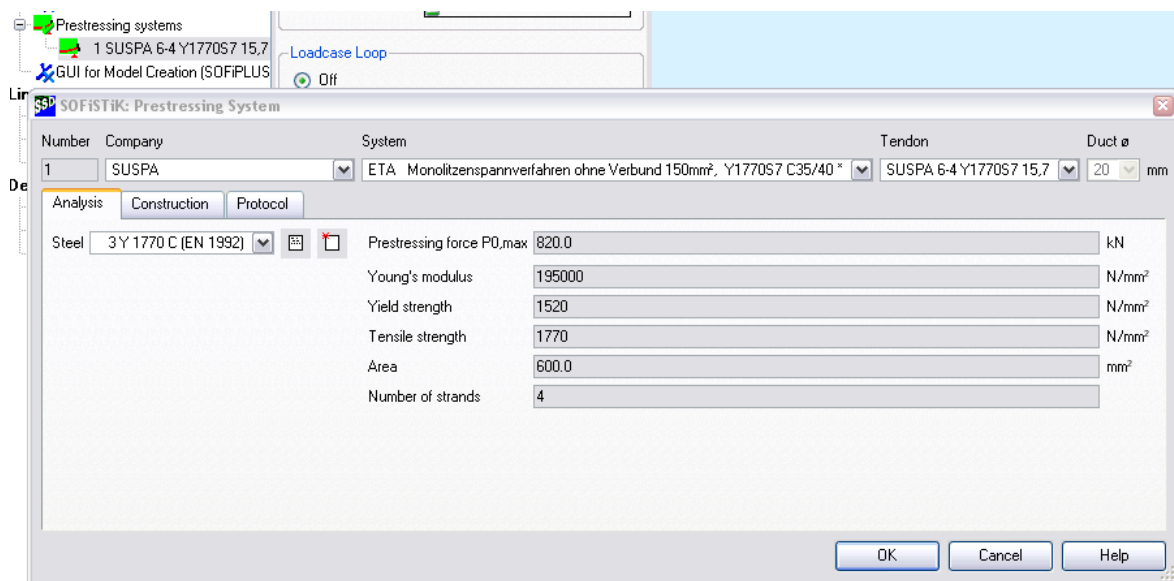 Prestressing systems
1 SUSPA 6-4 Y1770S7 15,7
GUI for Model Creation (SOFiPLUS
Loadcase Loop
Off
Lir
SSD SOFiSTiK: Prestressing System
Number Company System Tendon Duct ø
1 SUSPA ETA Monolitzenspannverfahren ohne Verbund 150mm², Y1770S7 C35/40 * SUSPA 6-4 Y1770S7 15,7 20 mm
De
Analysis Construction Protocol
Steel 3 Y 1770 C (EN 1992) Prestressing force P0,max 820.0 kN
Young's modulus 195000 N/mm²
Yield strength 1520 N/mm²
Tensile strength 1770 N/mm²
Area 600.0 mm²
Number of strands 4
OK Cancel Help